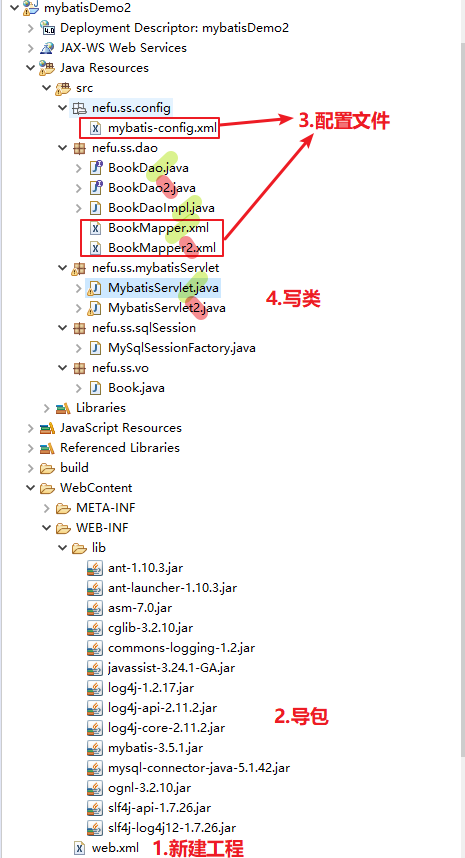 mybatisDemo2
Deployment Descriptor: mybatisDemo2
JAX-WS Web Services
Java Resources
src
nefu.ss.config
mybatis-config.xml
3.配置文件
nefu.ss.dao
BookDao.java
BookDao2.java
BookDaoImpl.java
BookMapper.xml
BookMapper2.xml
nefu.ss.mybatisServlet
MybatisServlet.java
4.写类
MybatisServlet2.java
nefu.ss.sqlSession
MySqlSessionFactory.java
nefu.ss.vo
Book.java
Libraries
JavaScript Resources
Referenced Libraries
build
WebContent
META-INF
WEB-INF
lib
ant-1.10.3.jar
ant-launcher-1.10.3.jar
asm-7.0.jar
cglib-3.2.10.jar
commons-logging-1.2.jar
javassist-3.24.1-GA.jar
log4j-1.2.17.jar
log4j-api-2.11.2.jar
2.导包
log4j-core-2.11.2.jar
mybatis-3.5.1.jar
mysql-connector-java-5.1.42.jar
ognl-3.2.10.jar
slf4j-api-1.7.26.jar
slf4j-log4j12-1.7.26.jar
web.xml 1.新建工程